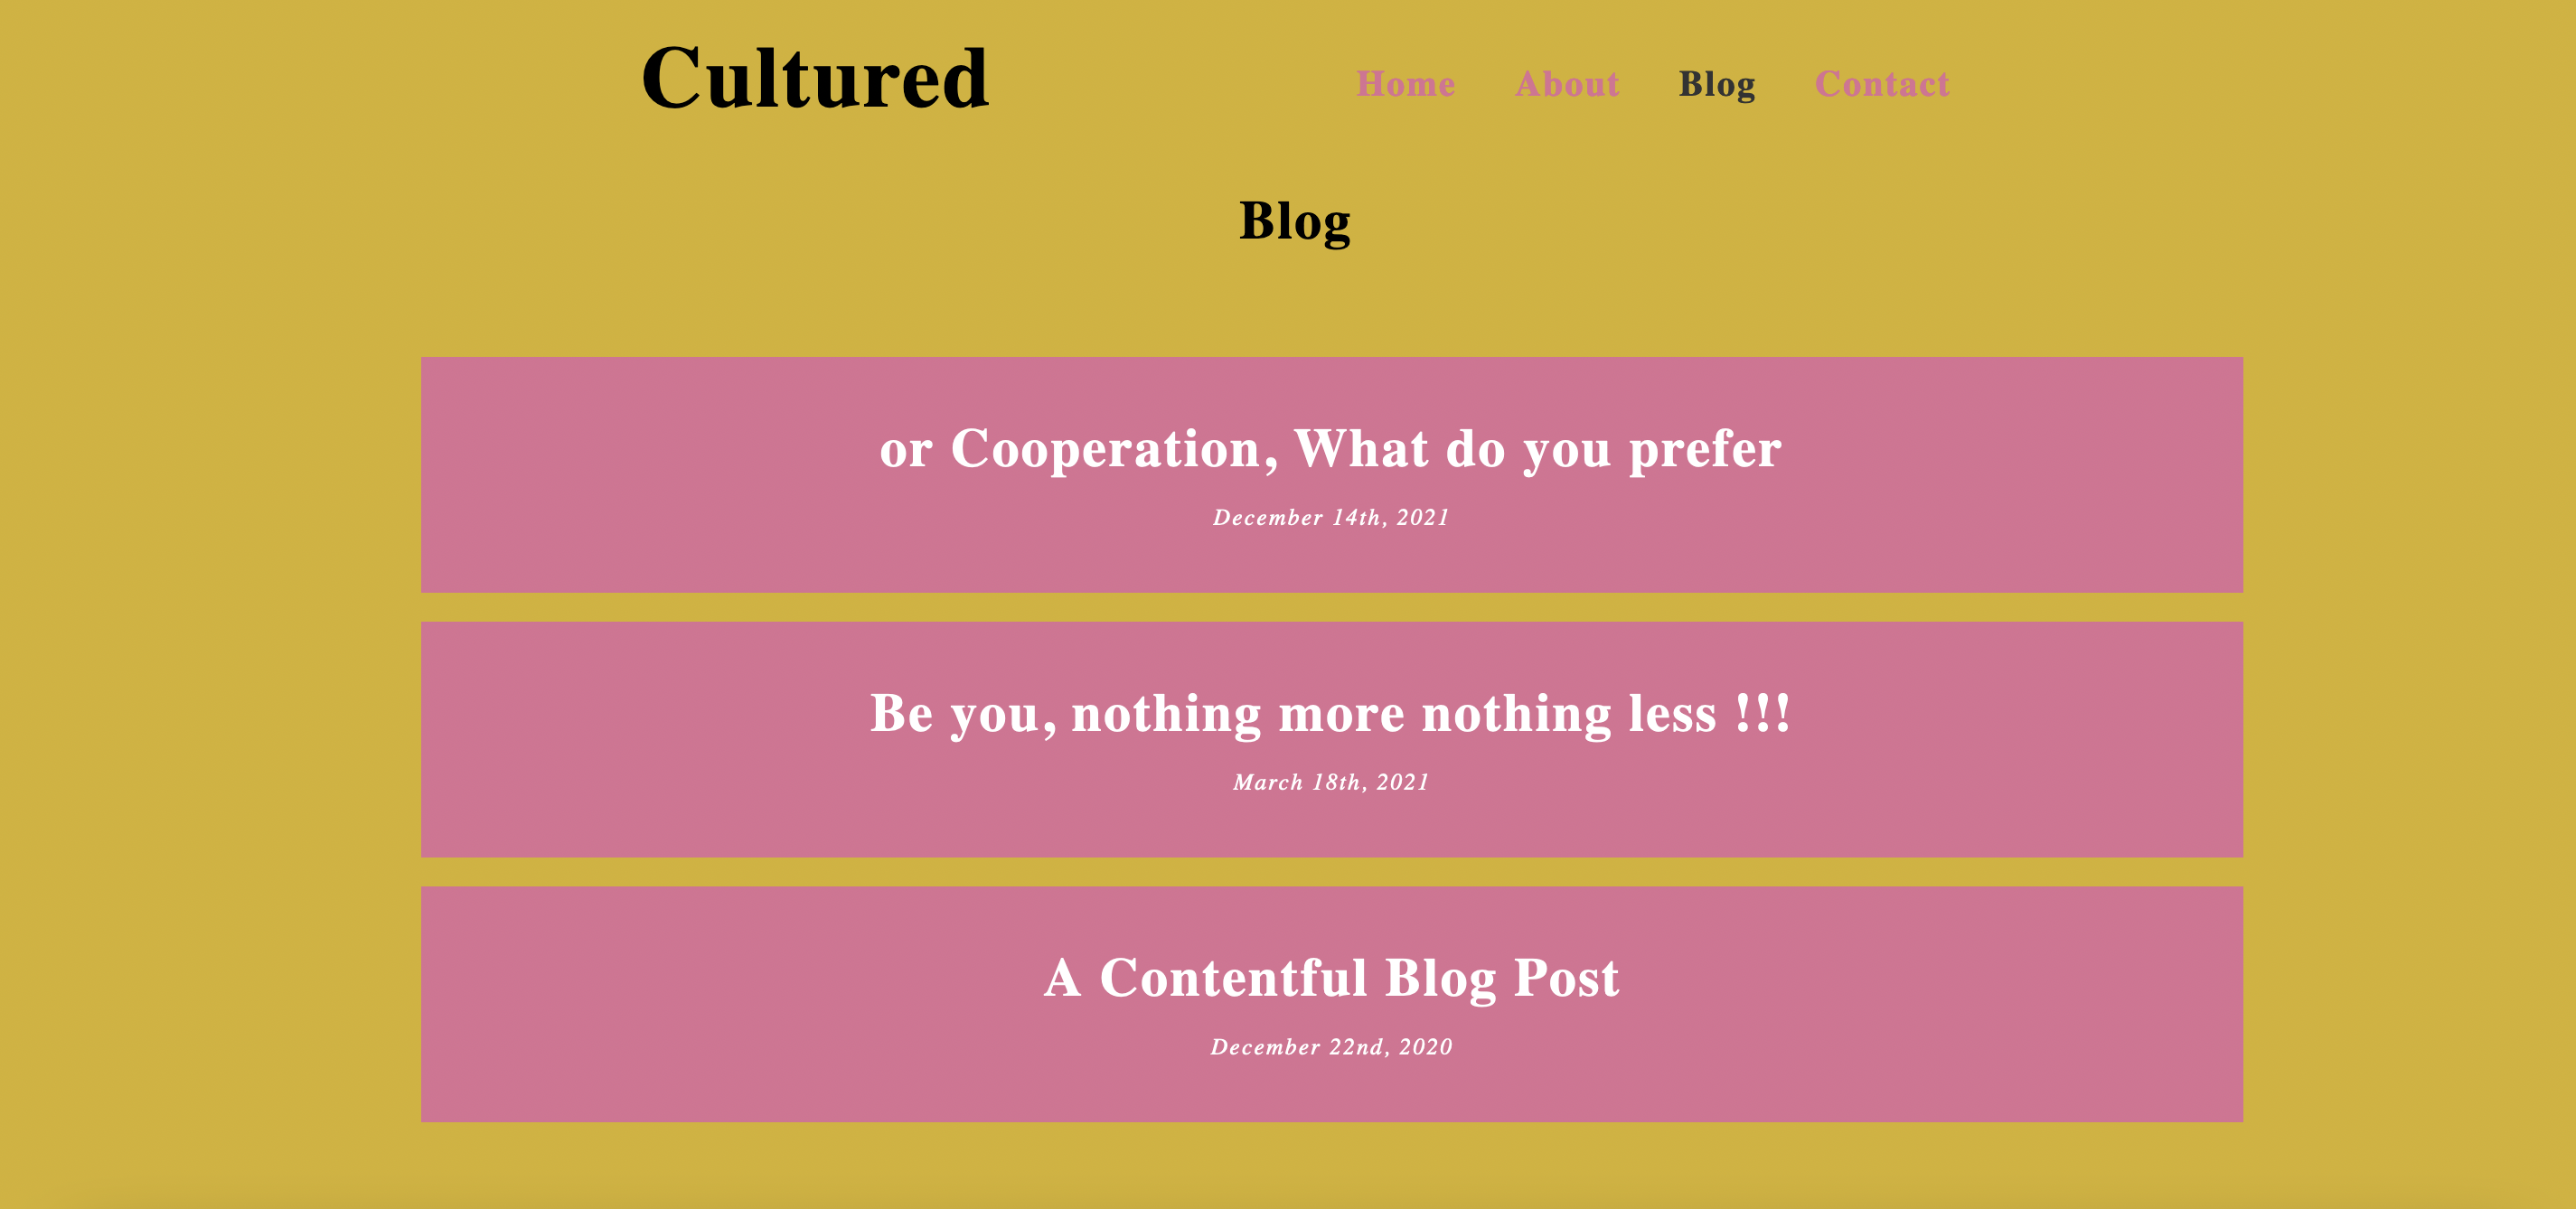 Cultured
Home About Blog Contact
Blog
or Cooperation, What do you prefer
December 14th, 2021
Be you, nothing more nothing less !!!
March 18th, 2021
A Contentful Blog Post
December 22nd, 2020